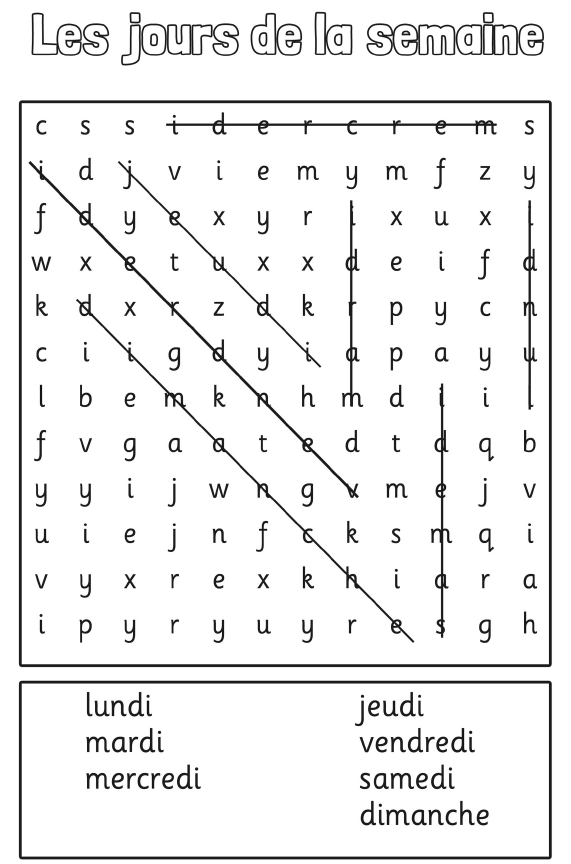 Les jours de la semaine
c s s i d e r c r e m s
i d j v i e m y m f z y
f d y e x y r i x u x i
w x e t u x x d e i f d
k d x r z d k r p y c n
c i i g d y i a p a y u
l b e m k n h m d i i l
f v g a a t e d t d q b
y y i j w n g v m e j v
u i e j n f c k s m q i
v y x r e x k h i a r a
i p y r y u y r e s g h
lundi jeudi
mardi vendredi
mercredi samedi
dimanche